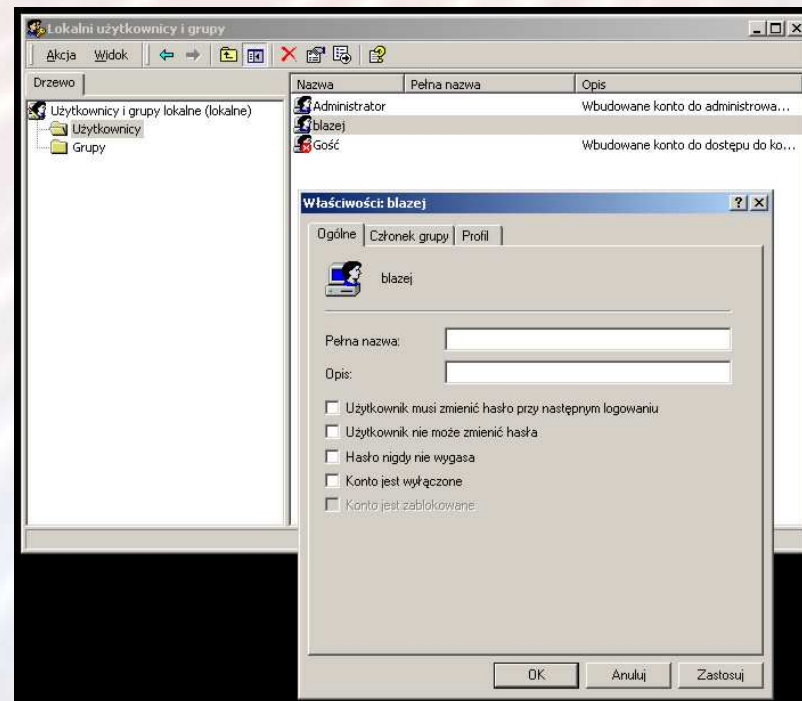 Lokalni użytkownicy i grupy
Akcja Widok
Drzewo
Nazwa Pełna nazwa Opis
Użytkownicy i grupy lokalne (lokalne)
Użytkownicy
Grupy
Administrator Wbudowane konto do administrowa...
blazej
Gość Wbudowane konto do dostępu do ko...
Właściwości: blazej
Ogólne Członek grupy Profil
blazej
Pełna nazwa:
Opis:
Użytkownik musi zmienić hasło przy następnym logowaniu
Użytkownik nie może zmienić hasła
Hasło nigdy nie wygasa
Konto jest wyłączone
Konto jest zablokowane
OK Anuluj Zastosuj